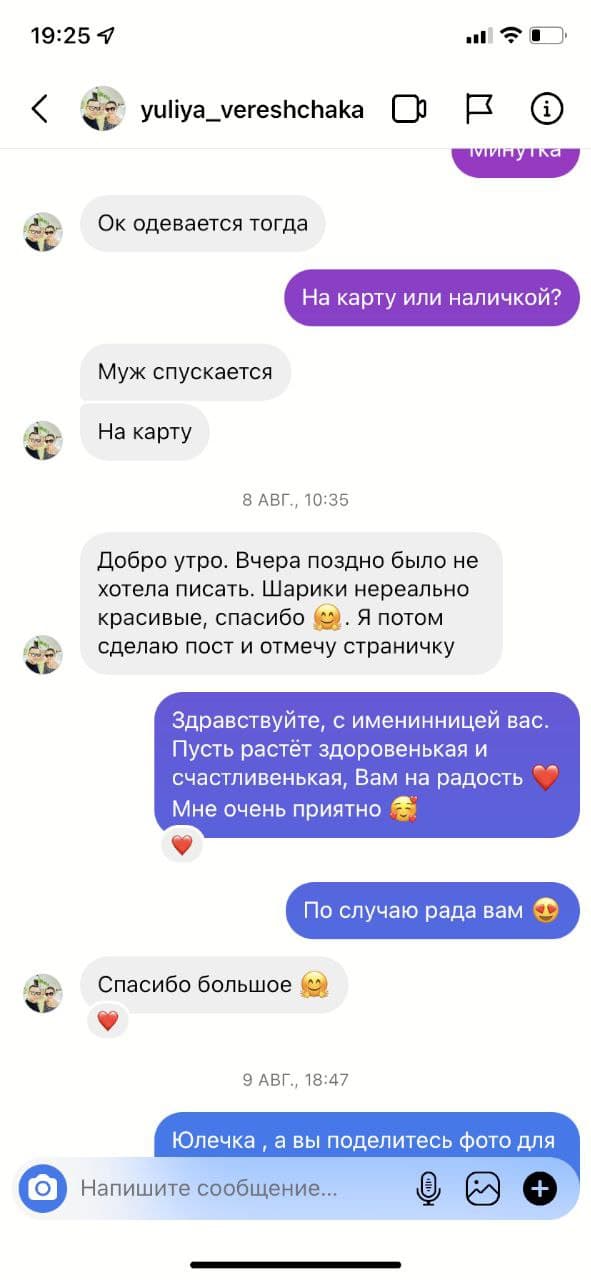 19:25
yuliya_vereshchaka
Минутка
Ок одевается тогда
На карту или наличкой?
Муж спускается
На карту
8 АВГ., 10:35
Добро утро. Вчера поздно было не
хотела писать. Шарики нереально
красивые, спасибо 🤗. Я потом
сделаю пост и отмечу страничку
Здравствуйте, с именинницей вас.
Пусть растёт здоровенькая и
счастливенькая, Вам на радость ❤️
Мне очень приятно 🥰
❤️
По случаю рада вам 😍
Спасибо большое 🤗
❤️
9 АВГ., 18:47
Юлечка , а вы поделитесь фото для
Напишите сообщение...